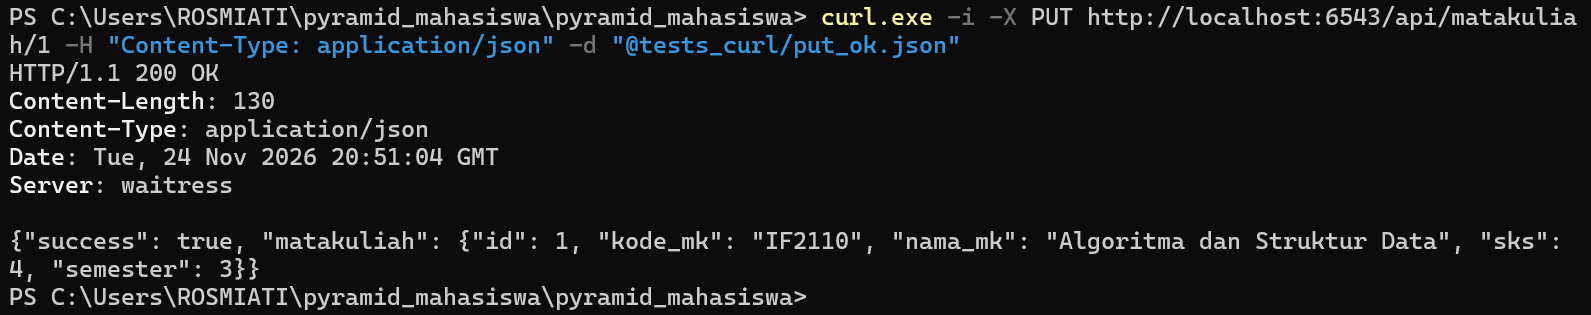 PS C:\Users\ROSMIATI\pyramid_mahasiswa\pyramid_mahasiswa> curl.exe -i -X PUT http://localhost:6543/api/matakulia
h/1 -H "Content-Type: application/json" -d "@tests_curl/put_ok.json"
HTTP/1.1 200 OK
Content-Length: 130
Content-Type: application/json
Date: Tue, 24 Nov 2026 20:51:04 GMT
Server: waitress

{"success": true, "matakuliah": {"id": 1, "kode_mk": "IF2110", "nama_mk": "Algoritma dan Struktur Data", "sks":
4, "semester": 3}}
PS C:\Users\ROSMIATI\pyramid_mahasiswa\pyramid_mahasiswa>